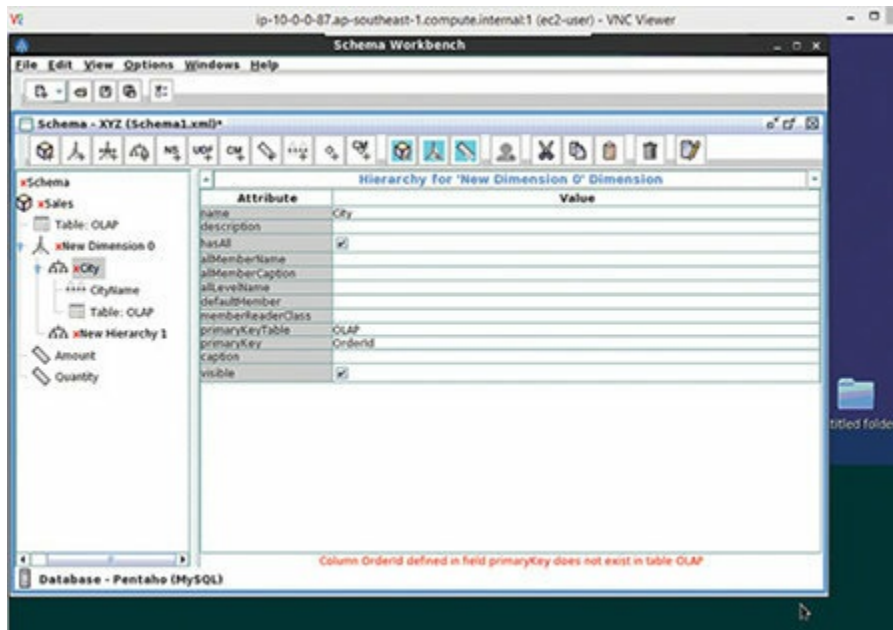 ip-10-0-0-87.ap-southeast-1.compute.internal:1 (ec2-user) - VNC Viewer
Schema Workbench
File Edit View Options Windows Help
Schema - XYZ (Schema1.xml)*
NS UDF CM CM
Schema
Sales
Table: OLAP
New Dimension 0
City
CityName
Table: OLAP
New Hierarchy 1
Amount
Quantity
Hierarchy for 'New Dimension 0' Dimension
Attribute Value
name City
description
hasAll
allMemberName
allMemberCaption
allLevelName
defaultMember
memberReaderClass
primaryKeyTable OLAP
primaryKey OrderId
caption
visible
Column OrderId defined in field primaryKey does not exist in table OLAP
Database - Pentaho (MySQL)
titled folde